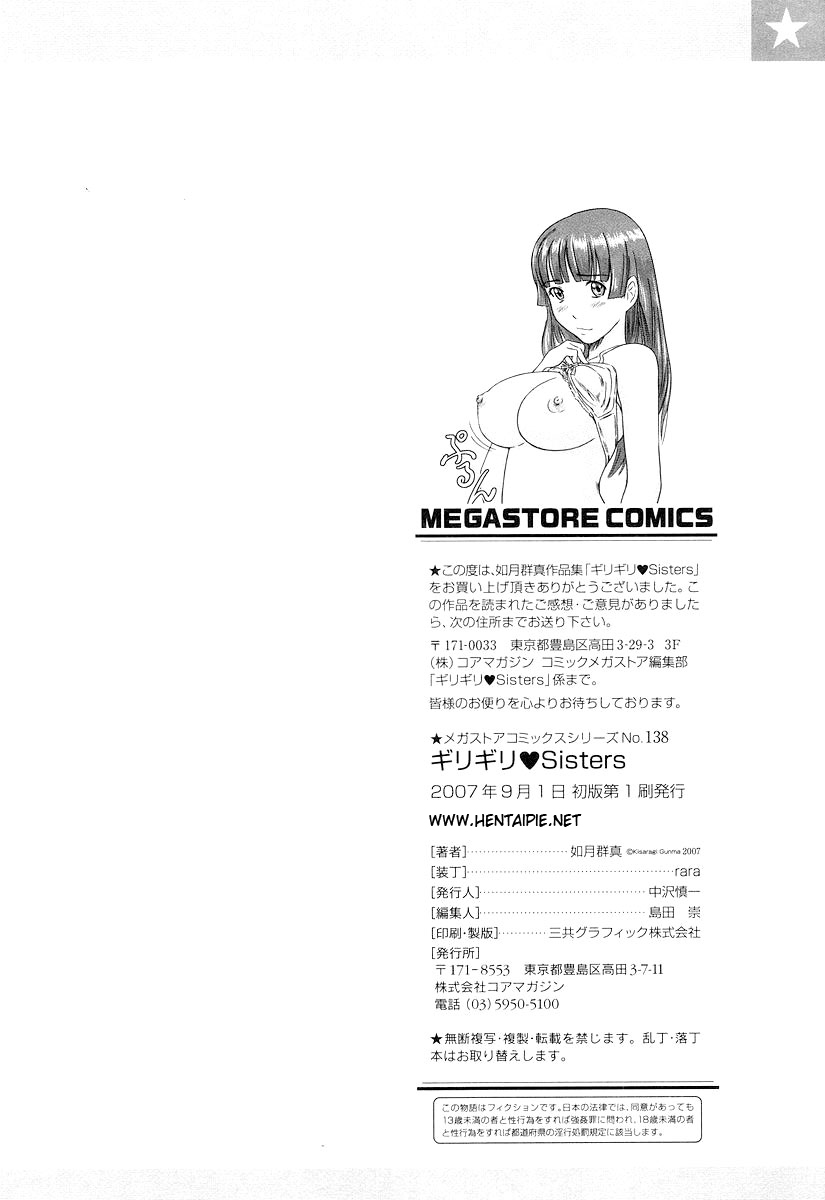 ぷるん
MEGASTORE COMICS
★この度は、如月群真作品集「ギリギリ♥Sisters」
をお買い上げ頂きありがとうございました。こ
の作品を読まれたご感想・ご意見がありました
ら、次の住所までお送り下さい。
〒171-0033 東京都豊島区高田3-29-3 3F
(株)コアマガジン コミックメガストア編集部
「ギリギリ♥Sisters」係まで。
皆様のお便りを心よりお待ちしております。
★メガストアコミックスシリーズNo.138
ギリギリ♥Sisters
2007年9月1日 初版第1刷発行
WWW.HENTAIPIE.NET
[著者]························如月群真 ©Kisaragi Gunma 2007
[装丁]·················································rara
[発行人]·······································中沢慎一
[編集人]·······································島田 崇
[印刷・製版]············三共グラフィック株式会社
[発行所]
〒171-8553 東京都豊島区高田3-7-11
株式会社コアマガジン
電話 (03)5950-5100
★無断複写・複製・転載を禁じます。乱丁・落丁
本はお取り替えします。
この物語はフィクションです。日本の法律では、同意があっても
13歳未満の者と性行為をすれば強姦罪に問われ、18歳未満の者
と性行為をすれば都道府県の淫行処罰規定に該当します。